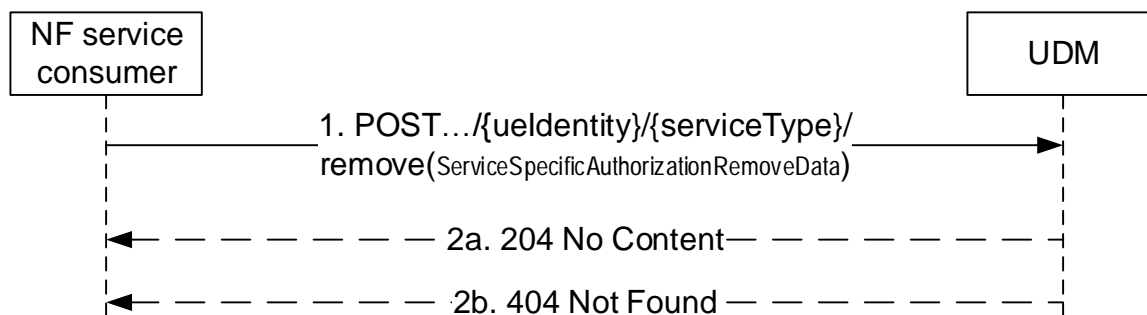 NF service
consumer
UDM
1. POST…/{ueIdentity}/{serviceType}/
remove(ServiceSpecificAuthorizationRemoveData)
2a. 204 No Content
2b. 404 Not Found